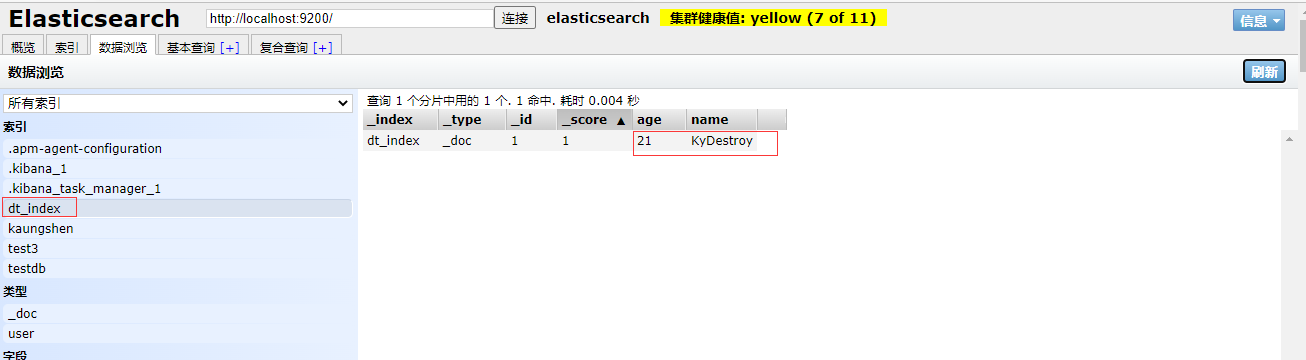 Elasticsearch http://localhost:9200/ 连接 elasticsearch 集群健康值: yellow (7 of 11) 信息
概览 索引 数据浏览 基本查询 [+] 复合查询 [+]
数据浏览 刷新
所有索引
索引
.apm-agent-configuration
.kibana_1
.kibana_task_manager_1
dt_index
kaungshen
test3
testdb
类型
_doc
user
字段
查询 1 个分片中用的 1 个. 1 命中. 耗时 0.004 秒
_index _type _id _score ▲ age name
dt_index _doc 1 1 21 KyDestroy